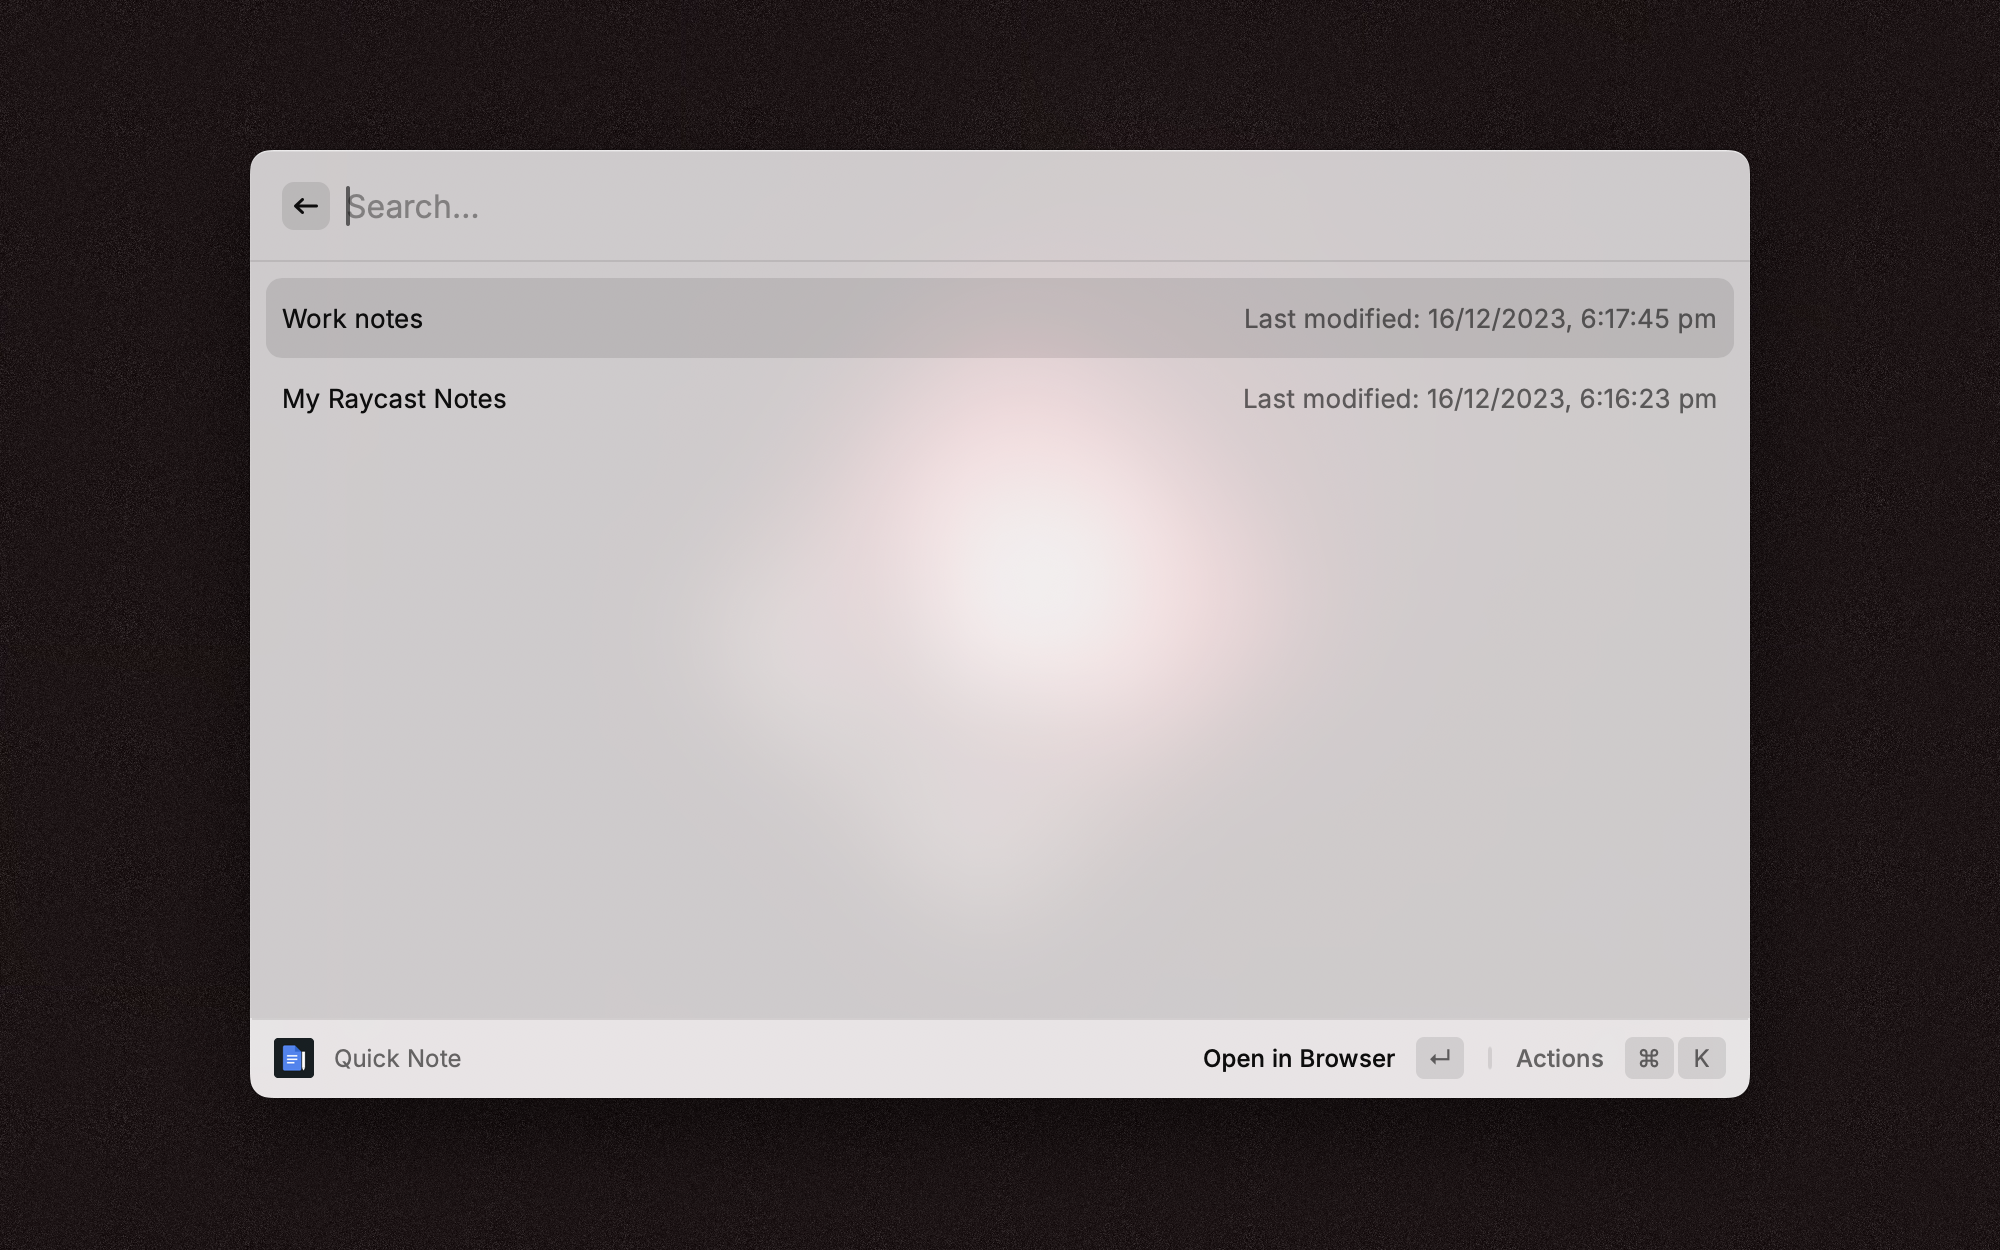 Search...
Work notes Last modified: 16/12/2023, 6:17:45 pm
My Raycast Notes Last modified: 16/12/2023, 6:16:23 pm
Quick Note Open in Browser ↵ Actions ⌘ K